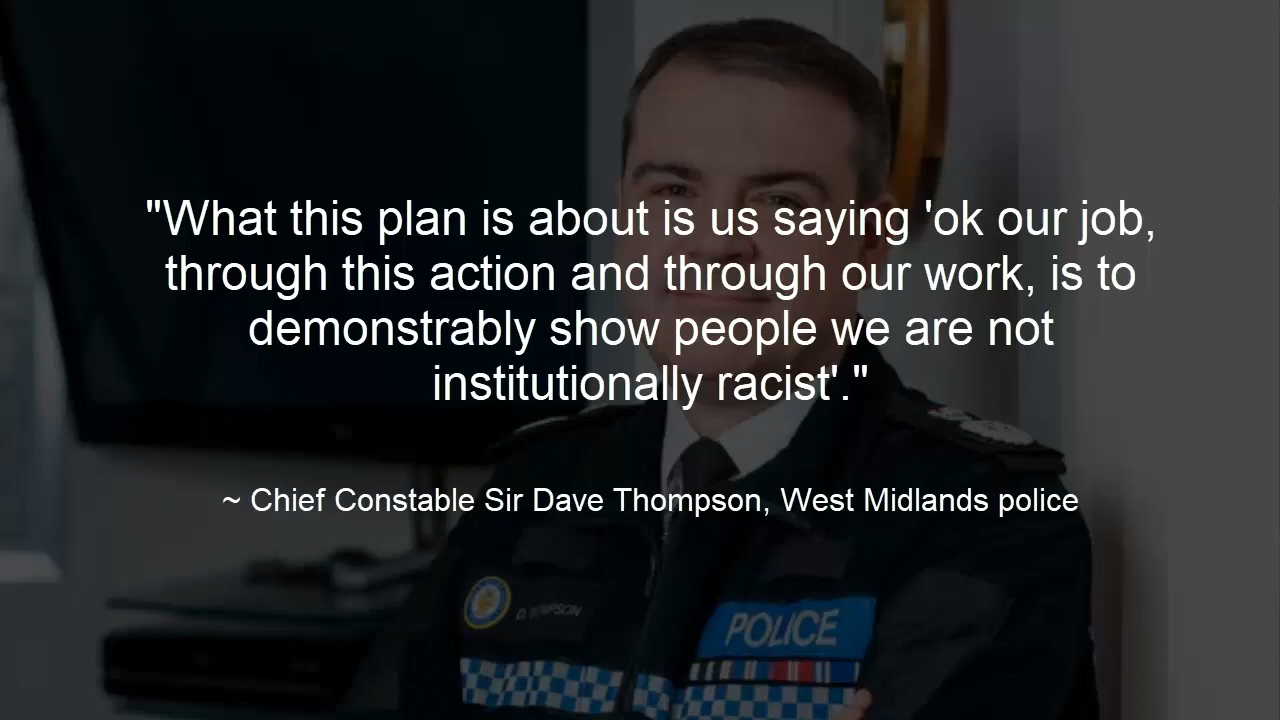 "What this plan is about is us saying 'ok our job,
through this action and through our work, is to
demonstrably show people we are not
institutionally racist'."
~ Chief Constable Sir Dave Thompson, West Midlands police
POLICE